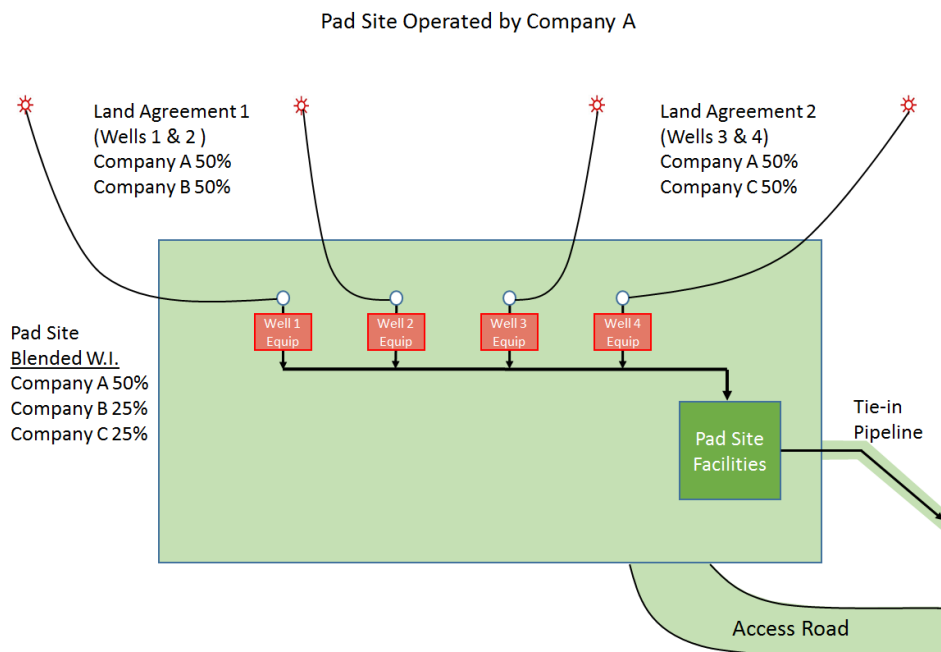 Pad Site Operated by Company A
Land Agreement 1
(Wells 1 & 2 )
Company A 50%
Company B 50%
Land Agreement 2
(Wells 3 & 4)
Company A 50%
Company C 50%
Well 1
Equip
Well 2
Equip
Well 3
Equip
Well 4
Equip
Pad Site
Blended W.I.
Company A 50%
Company B 25%
Company C 25%
Pad Site
Facilities
Tie-in
Pipeline
Access Road